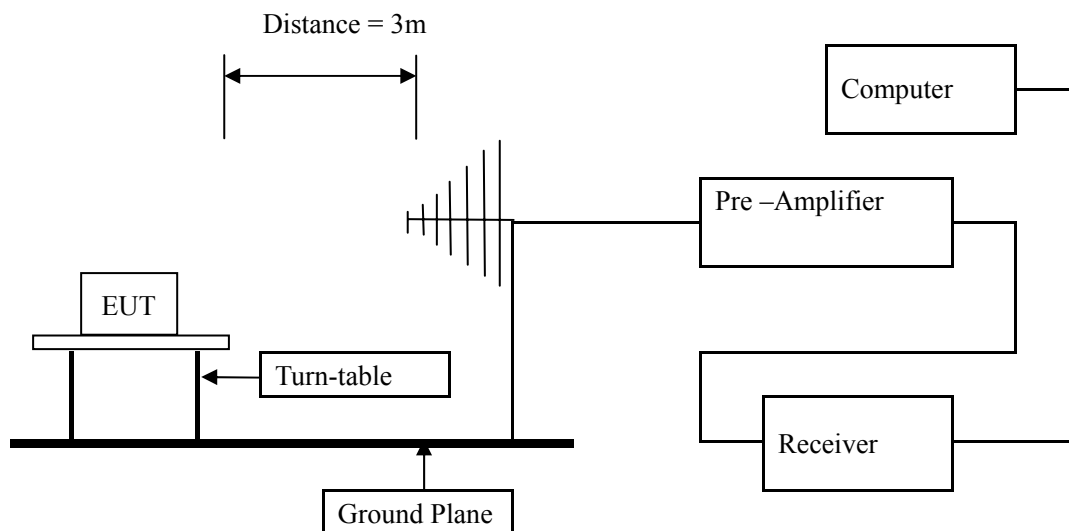 Distance = 3m
Computer
Pre –Amplifier
EUT
Turn-table
Receiver
Ground Plane